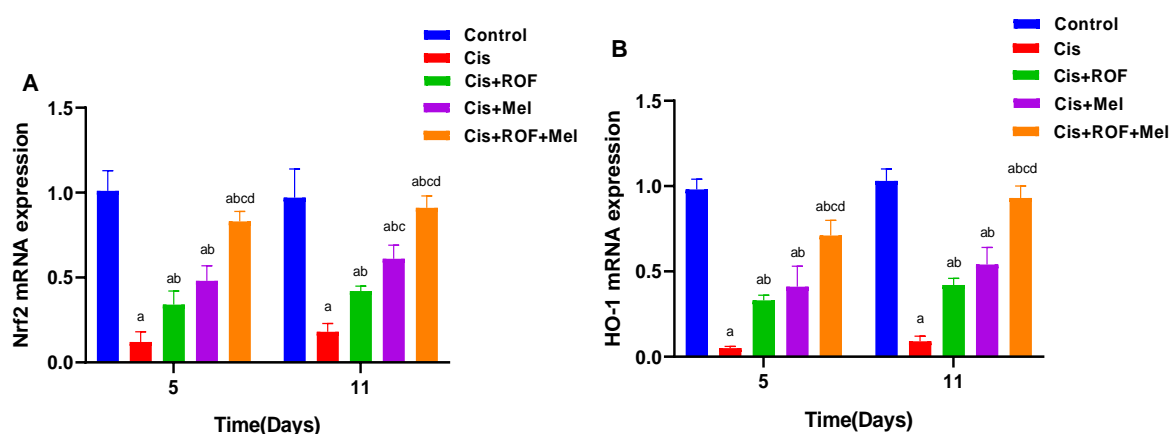 A
Control
Cis
Cis+ROF
Cis+Mel
Cis+ROF+Mel
Nrf2 mRNA expression
1.5
1.0
0.5
0.0
a
ab
ab
abcd
a
ab
abc
abcd
5
11
Time(Days)
B
Control
Cis
Cis+ROF
Cis+Mel
Cis+ROF+Mel
HO-1 mRNA expression
1.5
1.0
0.5
0.0
a
ab
ab
abcd
a
ab
ab
abcd
5
11
Time(Days)